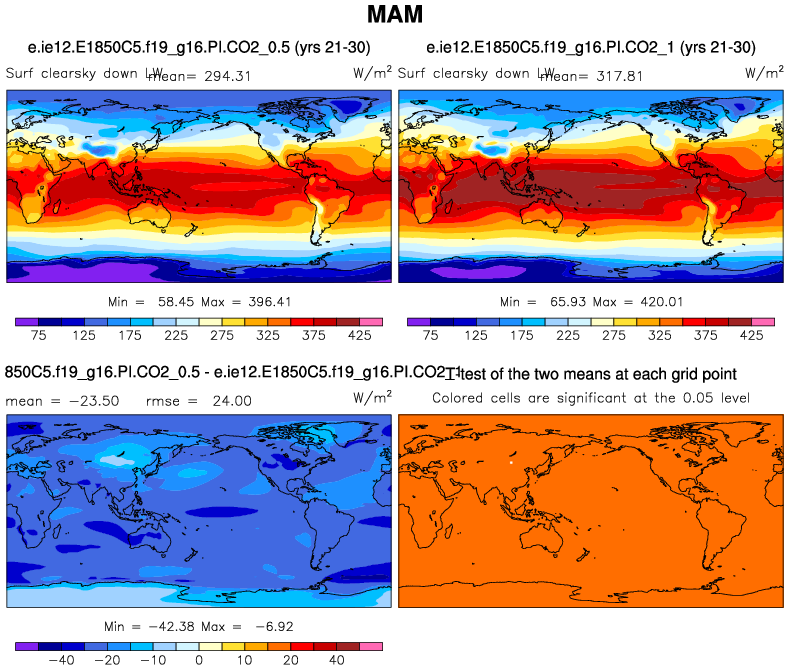 MAM
e.ie12.E1850C5.f19_g16.PI.CO2_0.5 (yrs 21-30)
Surf clearsky down LW mean= 294.31 W/m²
Min = 58.45 Max = 396.41
75 125 175 225 275 325 375 425
e.ie12.E1850C5.f19_g16.PI.CO2_1 (yrs 21-30)
Surf clearsky down LW mean= 317.81 W/m²
Min = 65.93 Max = 420.01
75 125 175 225 275 325 375 425
850C5.f19_g16.PI.CO2_0.5 - e.ie12.E1850C5.f19_g16.PI.CO2_1
mean = −23.50 rmse = 24.00 W/m²
Min = −42.38 Max = −6.92
−40 −20 −10 0 10 20 40
T-test of the two means at each grid point
Colored cells are significant at the 0.05 level